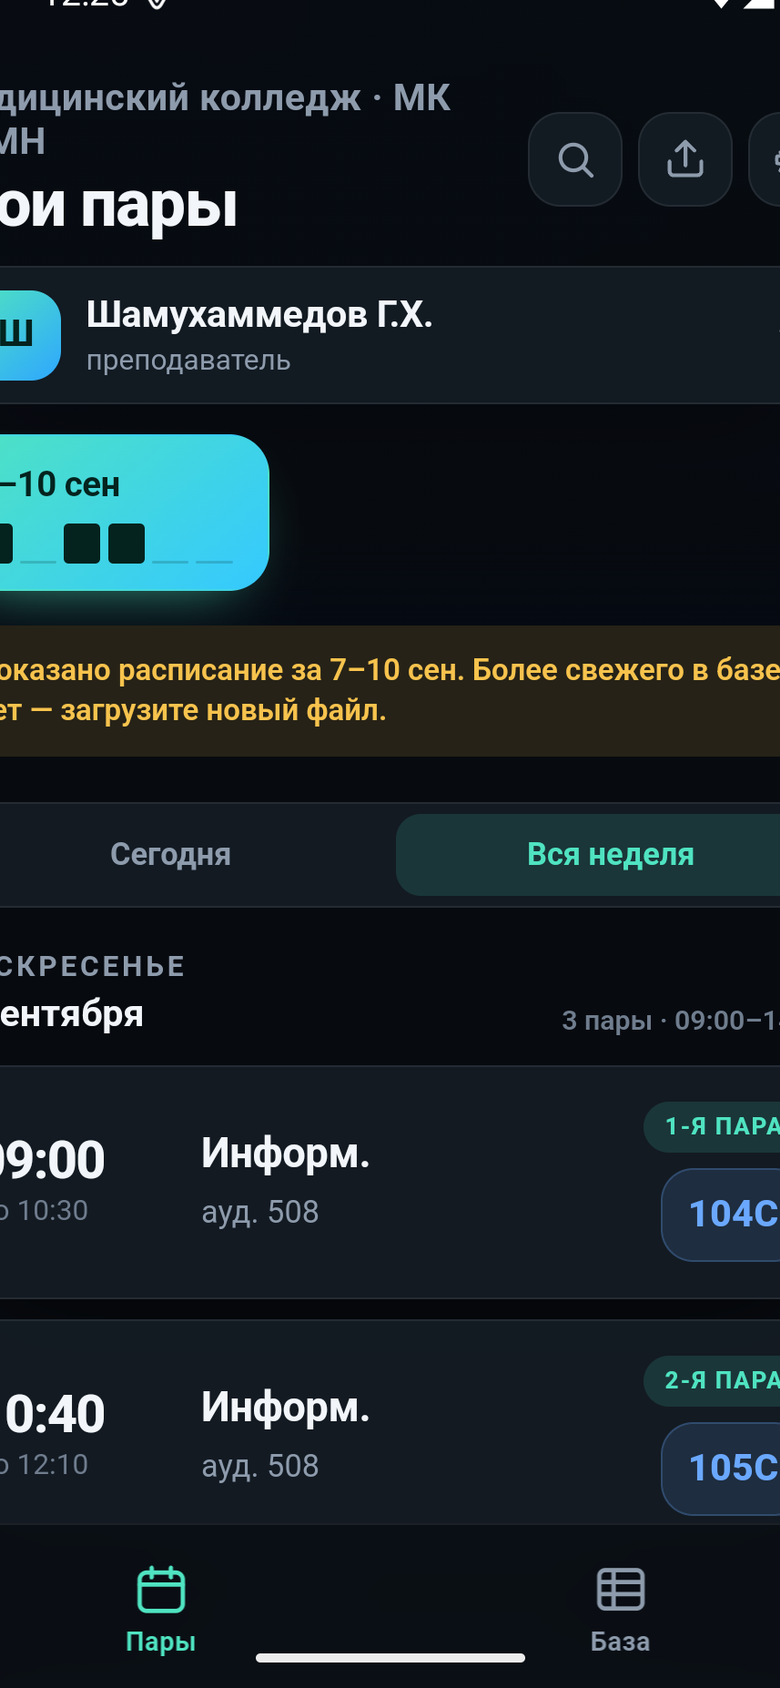 12:20
дицинский колледж · МК
МН
ои пары
Ш
Шамухаммедов Г.Х.
преподаватель
–10 сен
оказано расписание за 7–10 сен. Более свежего в базе
ет — загрузите новый файл.
Сегодня
Вся неделя
СКРЕСЕНЬЕ
ентября
3 пары · 09:00–1
1-Я ПАРА
09:00
Информ.
о 10:30
ауд. 508
104С
2-Я ПАРА
0:40
Информ.
о 12:10
ауд. 508
105С
Пары
База